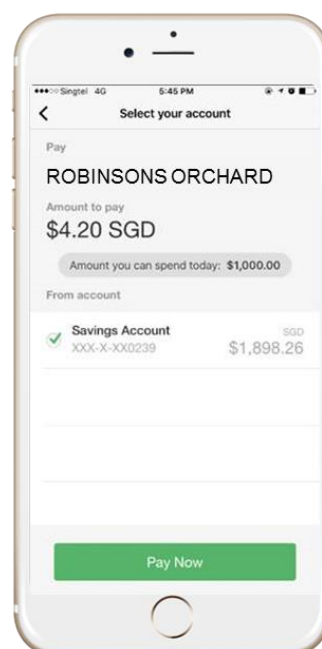 Singtel 4G 5:45 PM
Select your account
Pay
ROBINSONS ORCHARD
Amount to pay
$4.20 SGD
Amount you can spend today: $1,000.00
From account
Savings Account SGD
XXX-X-XX0239 $1,898.26
Pay Now